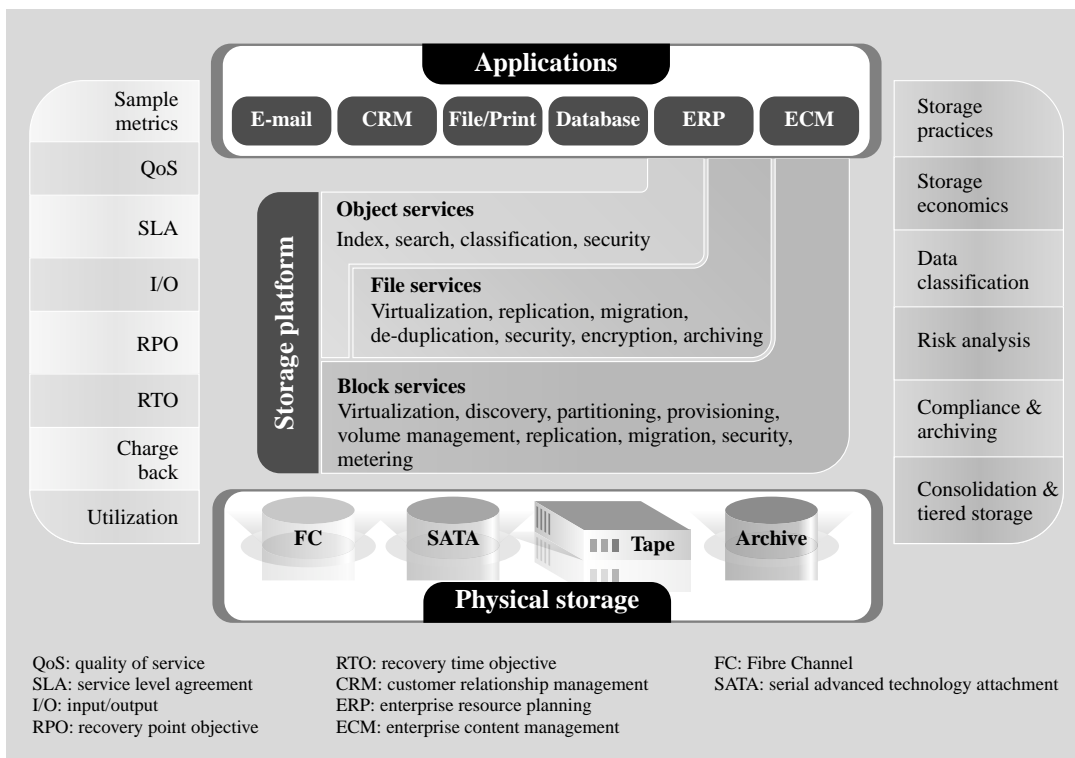 Applications
E-mail
CRM
File/Print
Database
ERP
ECM
Sample
metrics
QoS
SLA
I/O
RPO
RTO
Charge
back
Utilization
Storage platform
Object services
Index, search, classification, security
File services
Virtualization, replication, migration,
de-duplication, security, encryption, archiving
Block services
Virtualization, discovery, partitioning, provisioning,
volume management, replication, migration, security,
metering
Storage
practices
Storage
economics
Data
classification
Risk analysis
Compliance &
archiving
Consolidation &
tiered storage
FC
SATA
Tape
Archive
Physical storage
QoS: quality of service
SLA: service level agreement
I/O: input/output
RPO: recovery point objective
RTO: recovery time objective
CRM: customer relationship management
ERP: enterprise resource planning
ECM: enterprise content management
FC: Fibre Channel
SATA: serial advanced technology attachment